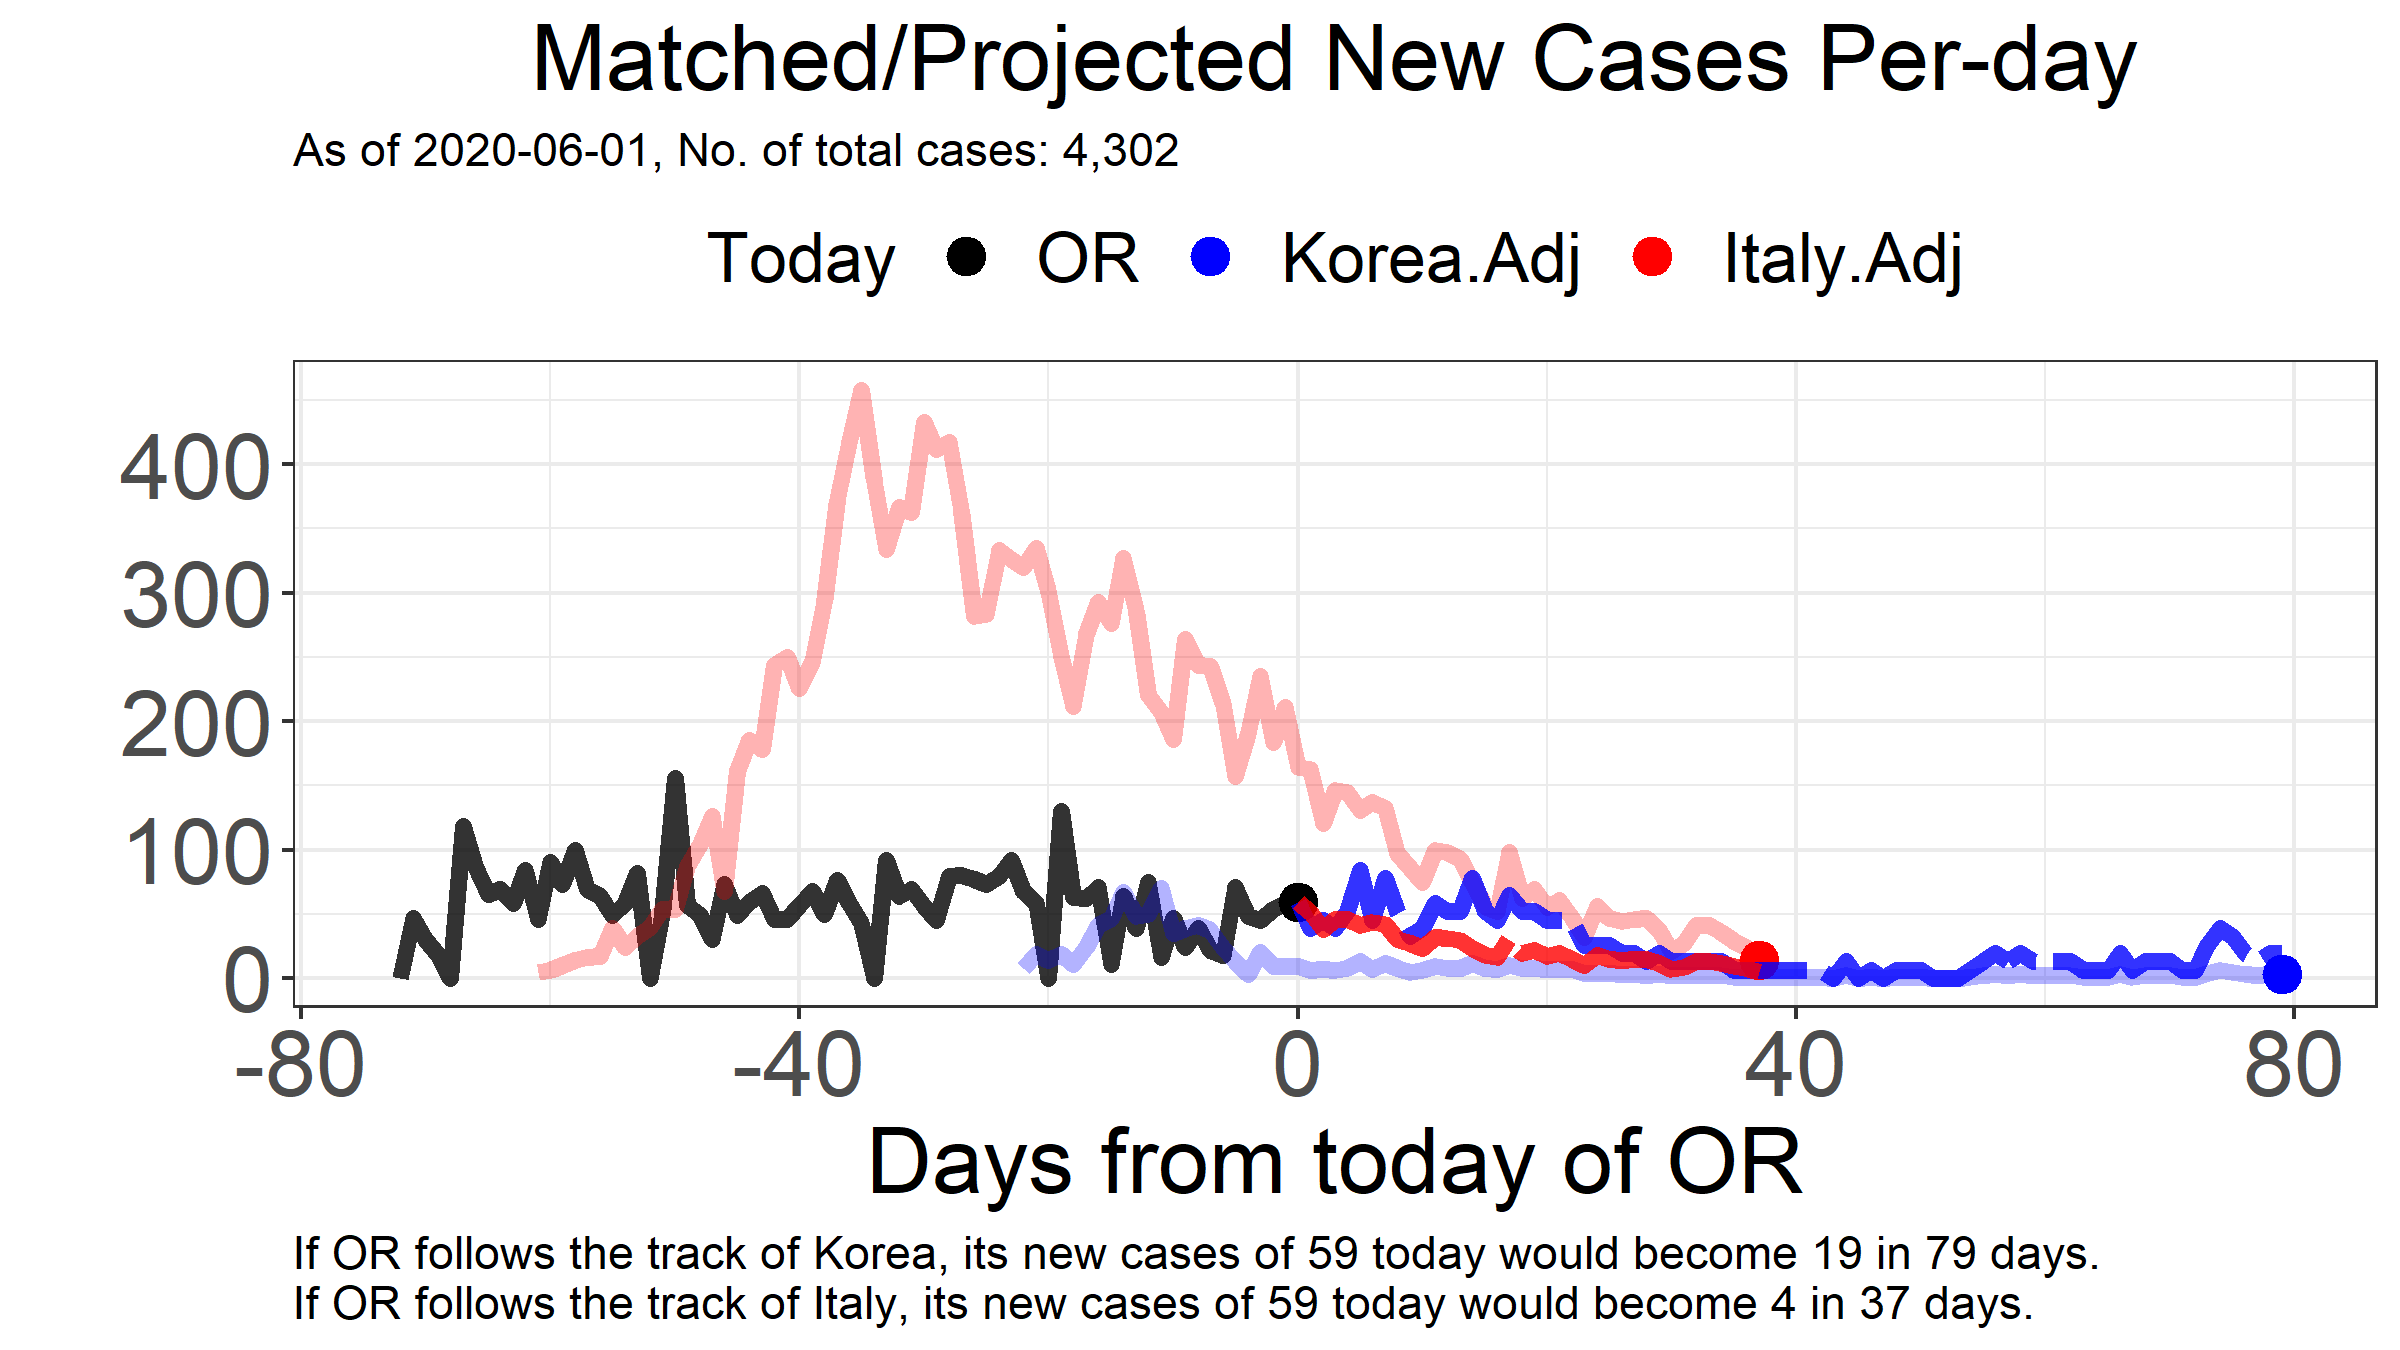 Matched/Projected New Cases Per-day
As of 2020-06-01, No. of total cases: 4,302
Today OR Korea.Adj Italy.Adj
400
300
200
100
0
-80 -40 0 40 80
Days from today of OR
If OR follows the track of Korea, its new cases of 59 today would become 19 in 79 days.
If OR follows the track of Italy, its new cases of 59 today would become 4 in 37 days.